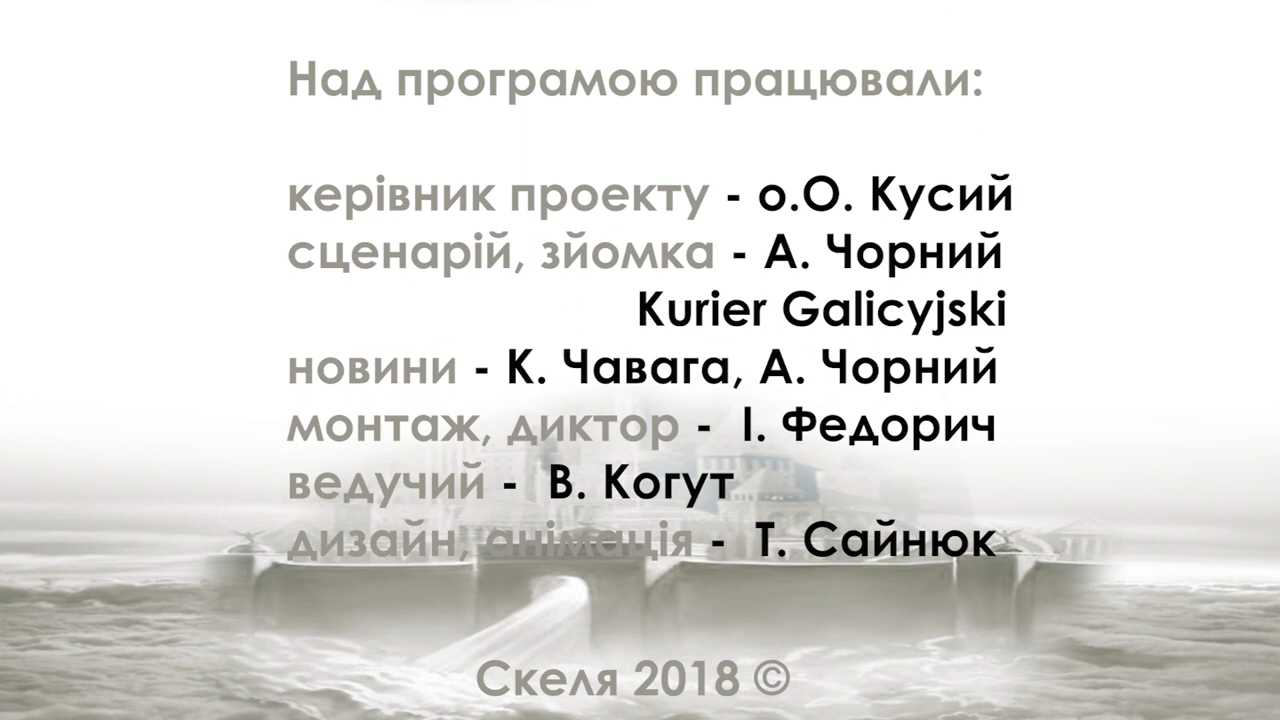 Над програмою працювали:
керівник проекту - о.О. Кусий
сценарій, зйомка - А. Чорний
Kurier Galicyjski
новини - К. Чавага, А. Чорний
монтаж, диктор - І. Федорич
ведучий - В. Когут
дизайн, анімація - Т. Сайнюк
Скеля 2018 ©